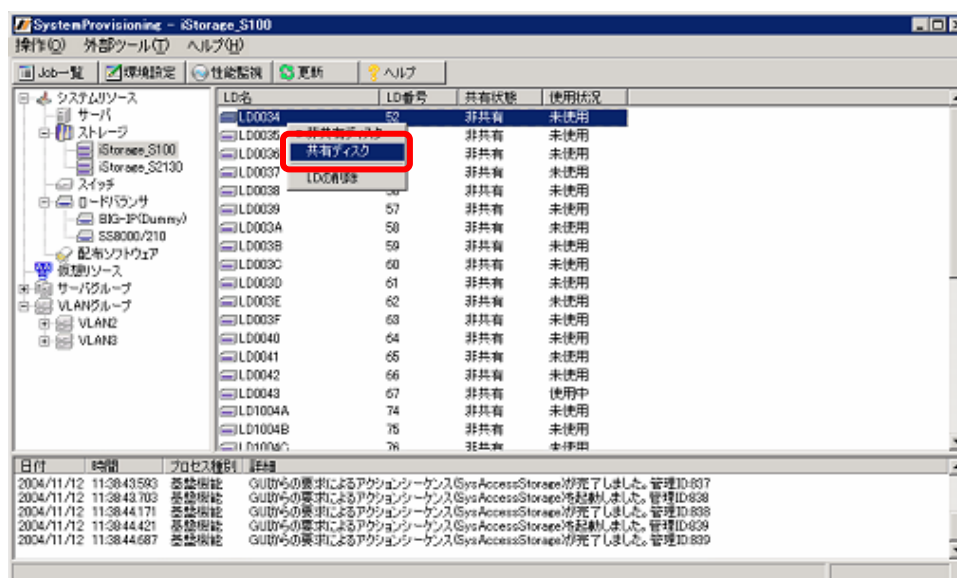 SystemProvisioning - iStorage_S100
操作(O) 外部ツール(T) ヘルプ(H)
Job一覧 環境設定 性能監視 更新 ヘルプ
システムリソース
サーバ
ストレージ
iStorage_S100
iStorage_S2130
スイッチ
ロードバランサ
BIG-IP(Dummy)
SS8000/210
配布ソフトウェア
仮想リソース
サーバグループ
VLANグループ
VLAN2
VLAN3
LD名 LD番号 共有状態 使用状況
LD0034 52 非共有 未使用
LD0035 非共有ディスク 非共有 未使用
LD0036 共有ディスク 非共有 未使用
LD0037 LDの削除 非共有 未使用
LD0038 56 非共有 未使用
LD0039 57 非共有 未使用
LD003A 58 非共有 未使用
LD003B 59 非共有 未使用
LD003C 60 非共有 未使用
LD003D 61 非共有 未使用
LD003E 62 非共有 未使用
LD003F 63 非共有 未使用
LD0040 64 非共有 未使用
LD0041 65 非共有 未使用
LD0042 66 非共有 未使用
LD0043 67 非共有 使用中
LD1004A 74 非共有 未使用
LD1004B 75 非共有 未使用
LD1004C 76 非共有 未使用
日付 時間 プロセス種別 詳細
2004/11/12 11:38:43.593 基盤機能 GUIからの要求によるアクションシーケンス(SysAccessStorage)が完了しました。管理ID:837
2004/11/12 11:38:43.703 基盤機能 GUIからの要求によるアクションシーケンス(SysAccessStorage)を起動しました。管理ID:838
2004/11/12 11:38:44.171 基盤機能 GUIからの要求によるアクションシーケンス(SysAccessStorage)が完了しました。管理ID:838
2004/11/12 11:38:44.421 基盤機能 GUIからの要求によるアクションシーケンス(SysAccessStorage)を起動しました。管理ID:839
2004/11/12 11:38:44.687 基盤機能 GUIからの要求によるアクションシーケンス(SysAccessStorage)が完了しました。管理ID:839